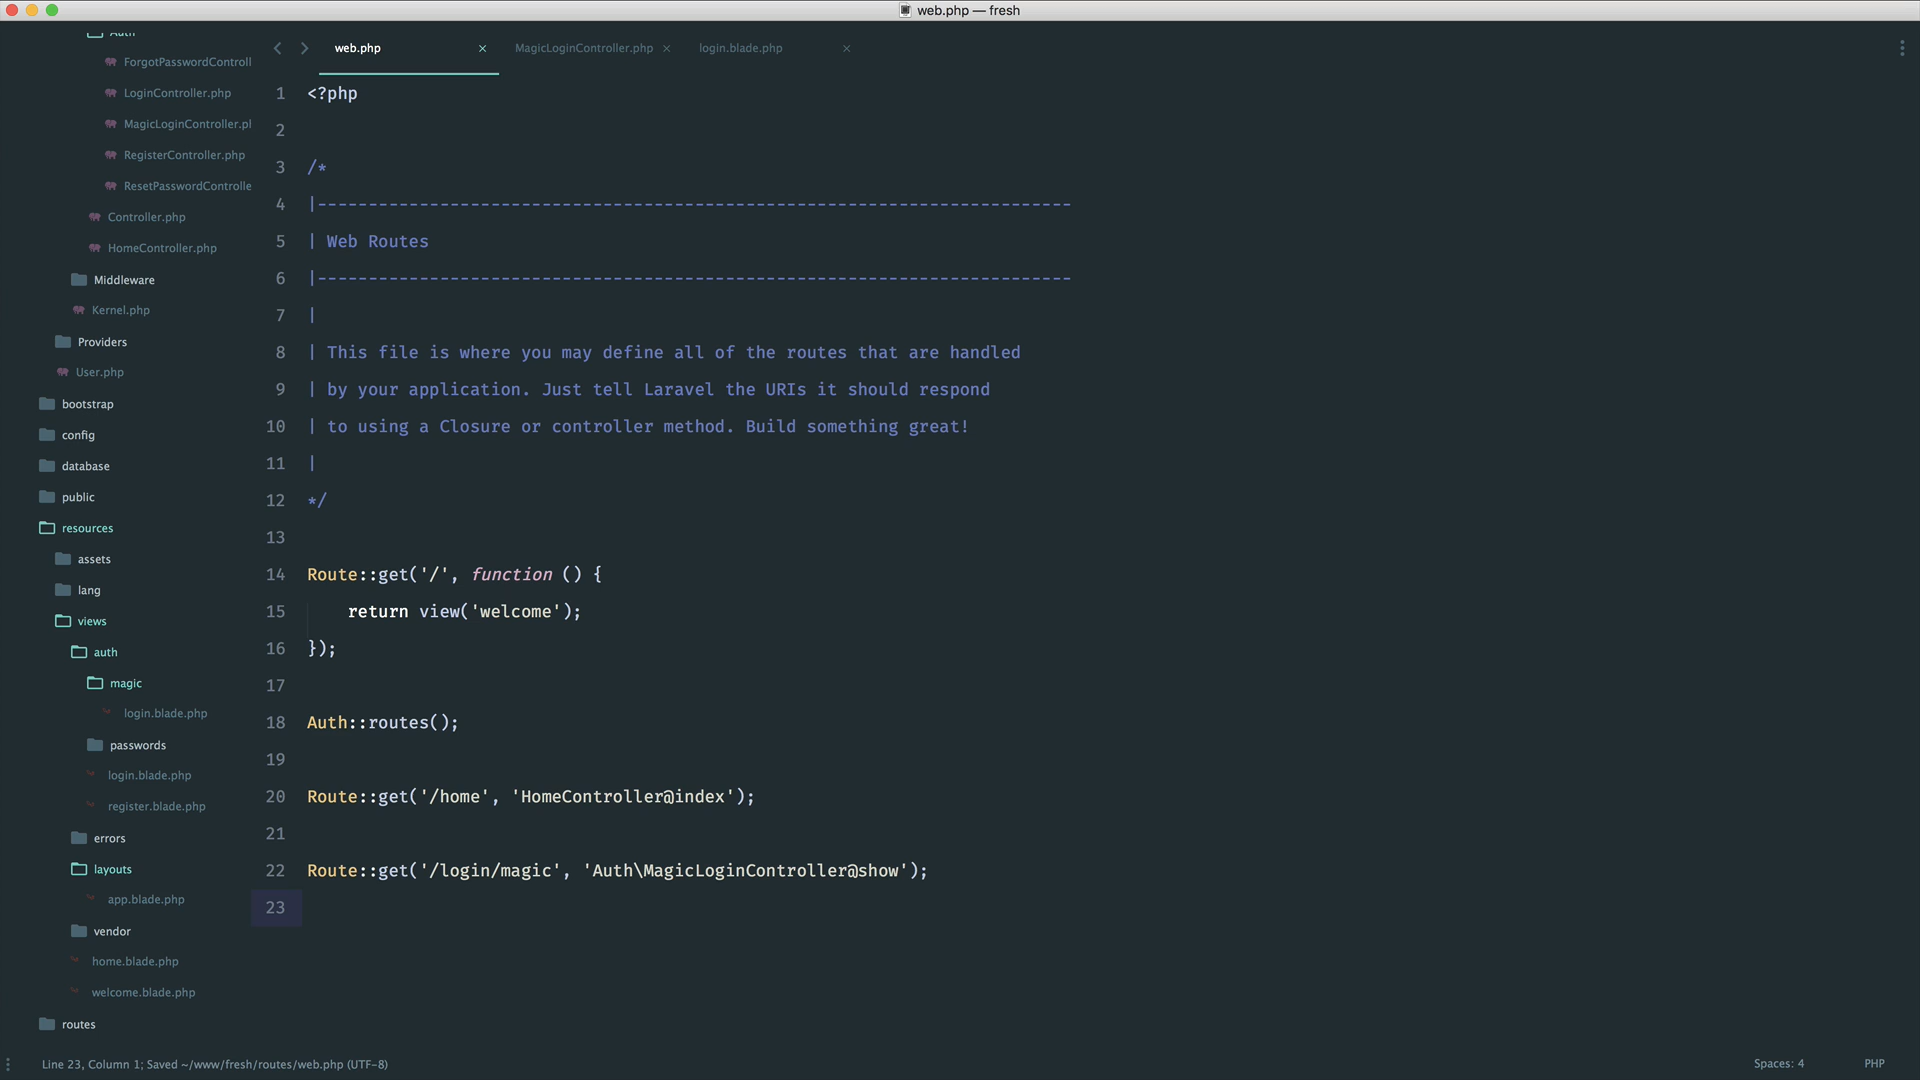 web.php — fresh
Auth
ForgotPasswordControll
LoginController.php
MagicLoginController.pl
RegisterController.php
ResetPasswordControlle
Controller.php
HomeController.php
Middleware
Kernel.php
Providers
User.php
bootstrap
config
database
public
resources
assets
lang
views
auth
magic
login.blade.php
passwords
login.blade.php
register.blade.php
errors
layouts
app.blade.php
vendor
home.blade.php
welcome.blade.php
routes
web.php × MagicLoginController.php × login.blade.php ×
1 <?php
2
3 /*
4 |--------------------------------------------------------------------------
5 | Web Routes
6 |--------------------------------------------------------------------------
7 |
8 | This file is where you may define all of the routes that are handled
9 | by your application. Just tell Laravel the URIs it should respond
10 | to using a Closure or controller method. Build something great!
11 |
12 */
13
14 Route::get('/', function () {
15     return view('welcome');
16 });
17
18 Auth::routes();
19
20 Route::get('/home', 'HomeController@index');
21
22 Route::get('/login/magic', 'Auth\MagicLoginController@show');
23
Line 23, Column 1; Saved ~/www/fresh/routes/web.php (UTF-8)
Spaces: 4 PHP